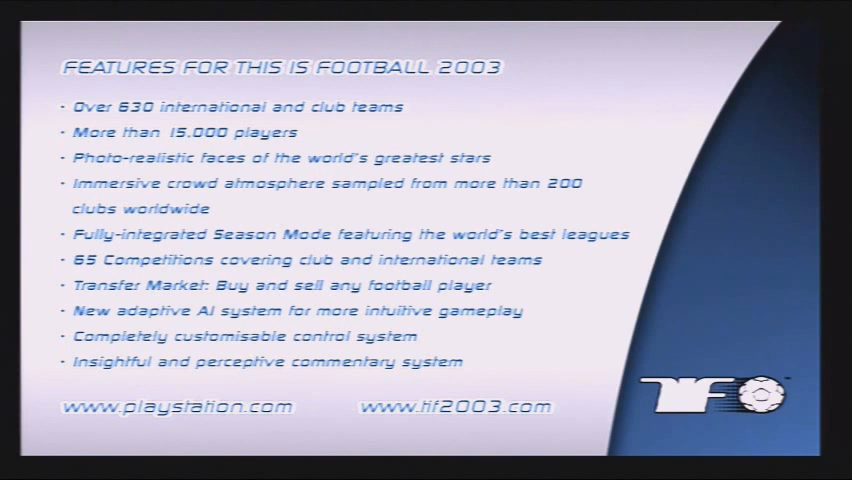 FEATURES FOR THIS IS FOOTBALL 2003
· Over 630 international and club teams
· More than 15.000 players
· Photo-realistic faces of the world's greatest stars
· Immersive crowd atmosphere sampled from more than 200
clubs worldwide
· Fully-integrated Season Mode featuring the world's best leagues
· 65 Competitions covering club and international teams
· Transfer Market: Buy and sell any football player
· New adaptive AI system for more intuitive gameplay
· Completely customisable control system
· Insightful and perceptive commentary system
TIF ™
www.playstation.com www.tif2003.com